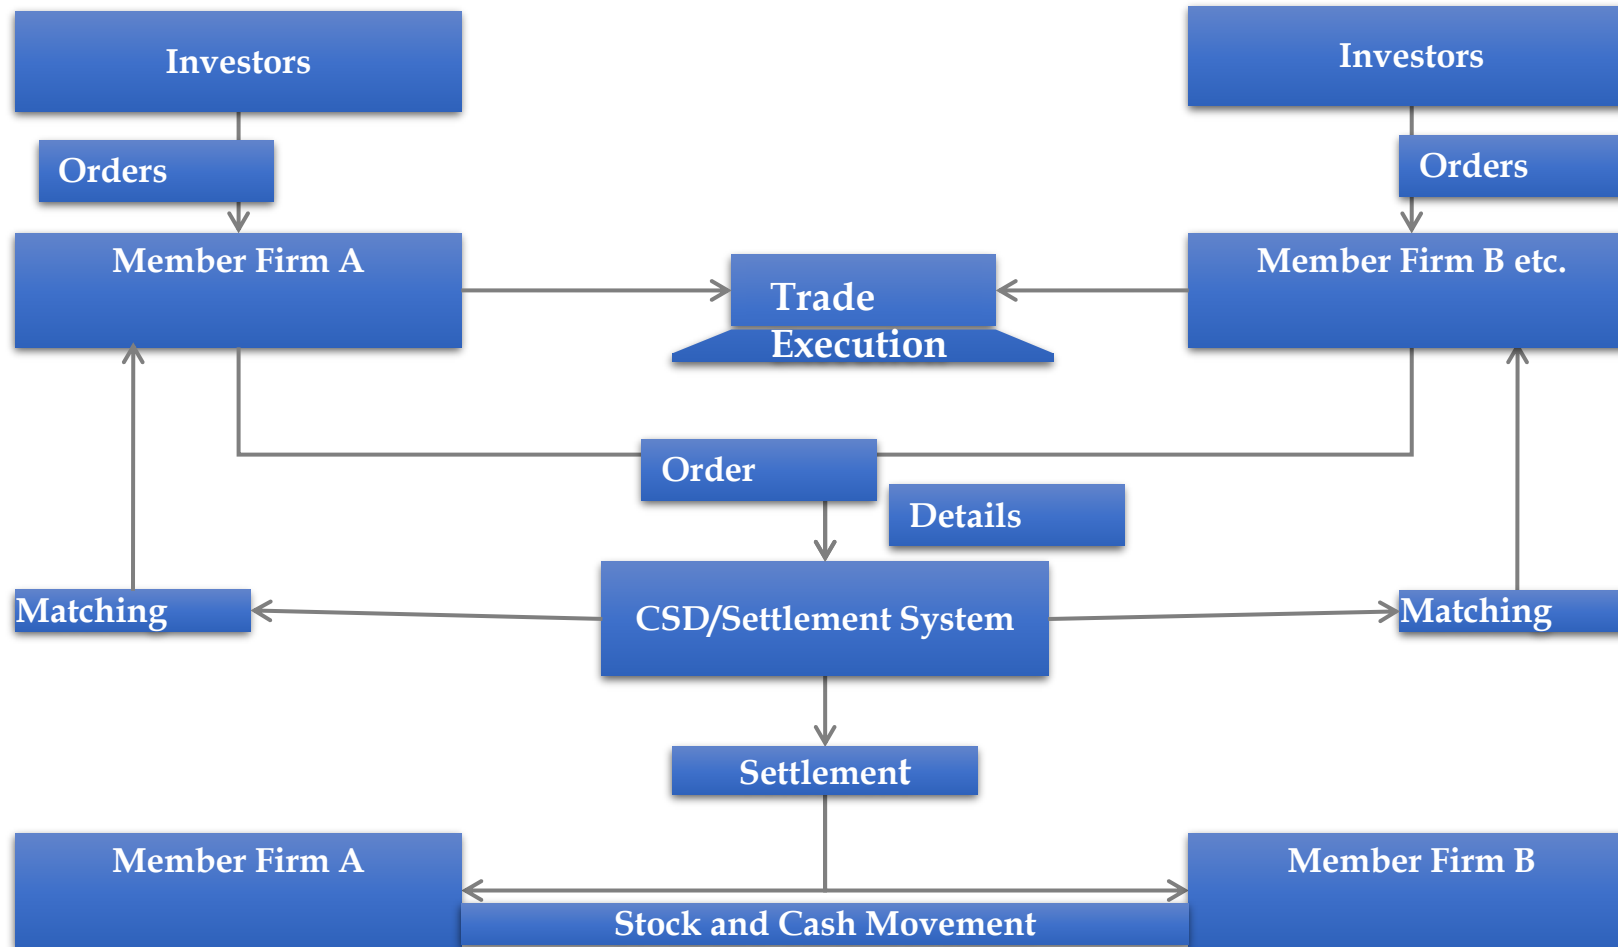 Investors
Investors
Orders
Orders
Member Firm A
Member Firm B etc.
Trade
Execution
Order
Details
Matching
CSD/Settlement System
Matching
Settlement
Member Firm A
Member Firm B
Stock and Cash Movement